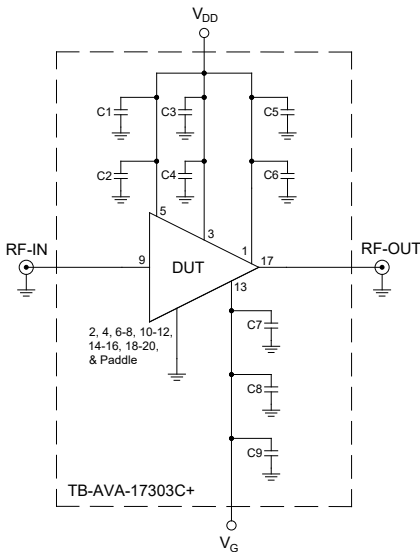 VDD
C1
C3
C5
C2
C4
C6
5
3
1
RF-IN
9
DUT
17
RF-OUT
13
2, 4, 6-8, 10-12,
14-16, 18-20,
& Paddle
C7
C8
C9
TB-AVA-17303C+
VG